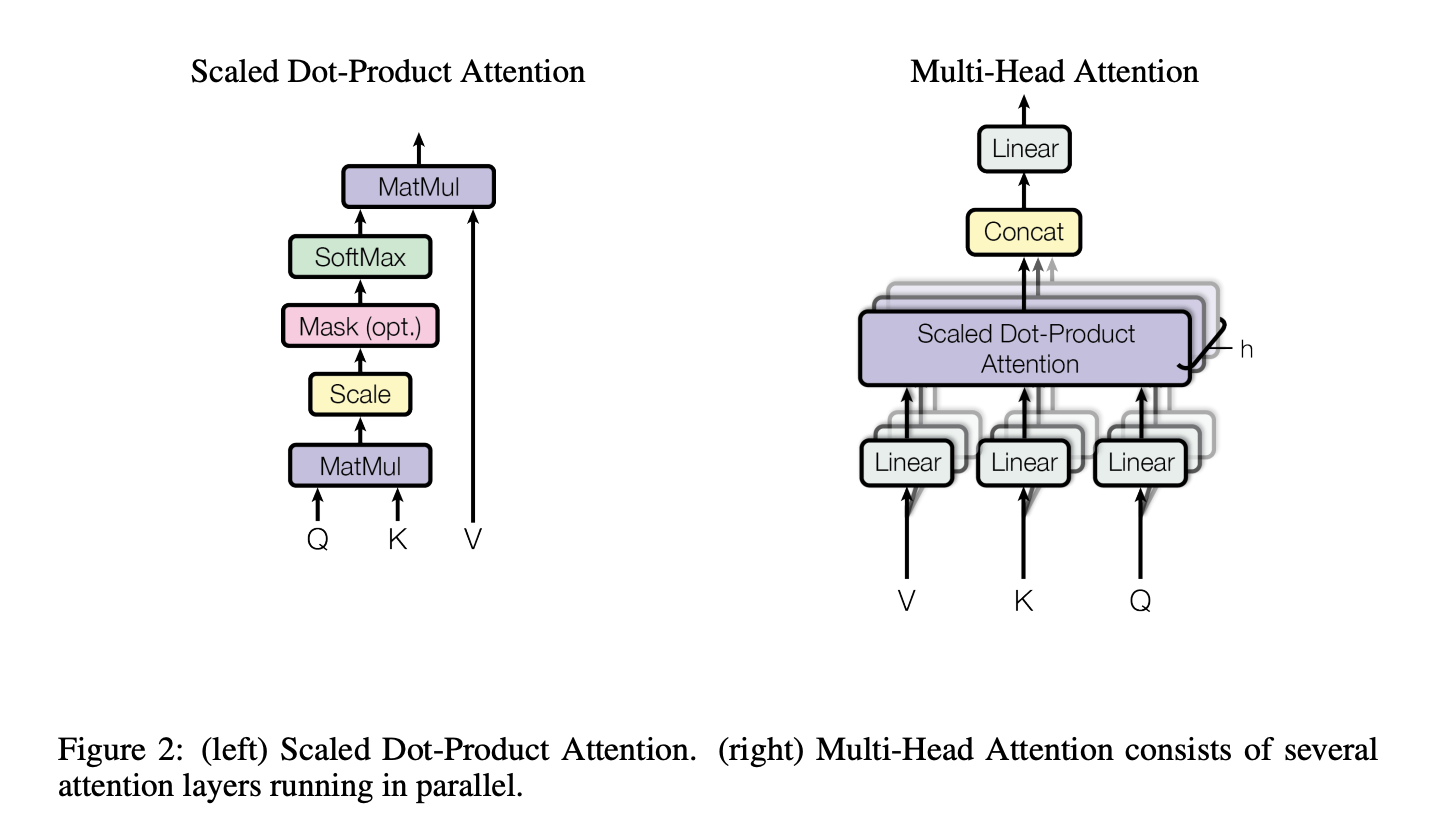 Scaled Dot-Product Attention
MatMul
SoftMax
Mask (opt.)
Scale
MatMul
Q K V
Multi-Head Attention
Linear
Concat
Scaled Dot-Product
Attention
h
Linear Linear Linear
V K Q
Figure 2: (left) Scaled Dot-Product Attention. (right) Multi-Head Attention consists of several
attention layers running in parallel.